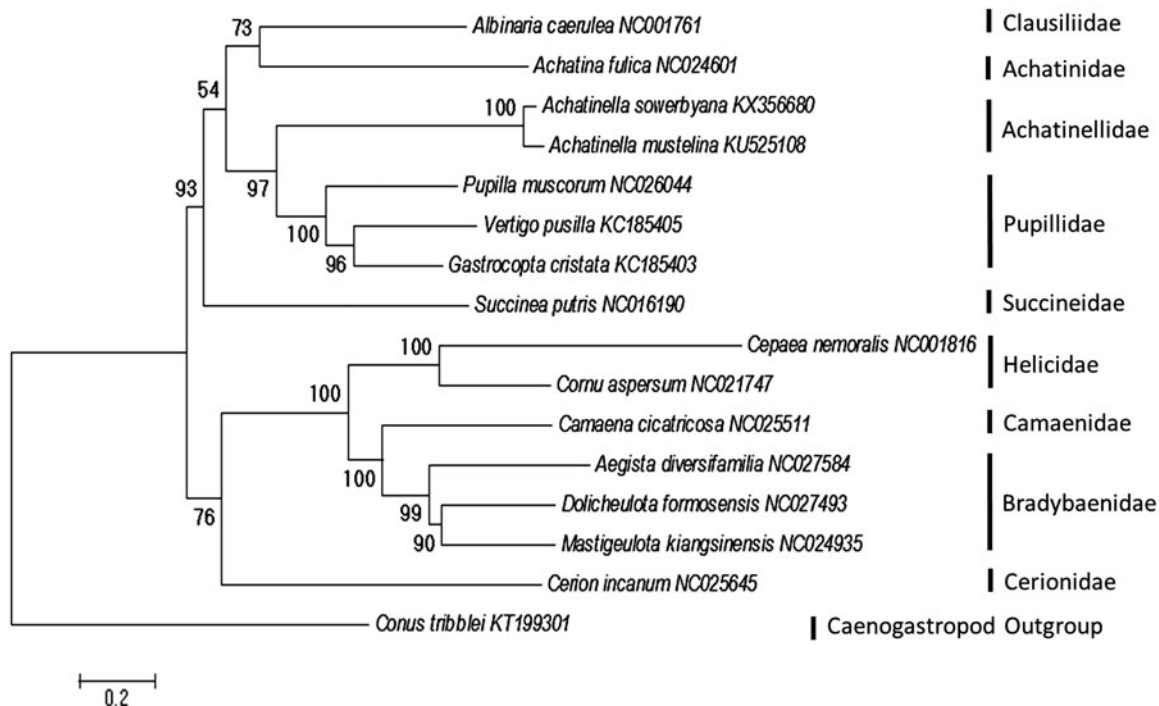 73
Albinaria caerulea NC001761
Clausiliidae
Achatina fulica NC024601
Achatinidae
54
100
Achatinella sowerbyana KX356680
Achatinella mustelina KU525108
Achatinellidae
93
97
Pupilla muscorum NC026044
100
Vertigo pusilla KC185405
Pupillidae
96
Gastrocopta cristata KC185403
Succinea putris NC016190
Succineidae
100
Cepaea nemoralis NC001816
Helicidae
Cornu aspersum NC021747
100
Camaena cicatricosa NC025511
Camaenidae
100
Aegista diversifamilia NC027584
99
Dolicheulota formosensis NC027493
Bradybaenidae
76
90
Mastigeulota kiangsinensis NC024935
Cerion incanum NC025645
Cerionidae
Conus tribblei KT199301
Caenogastropod Outgroup
0.2